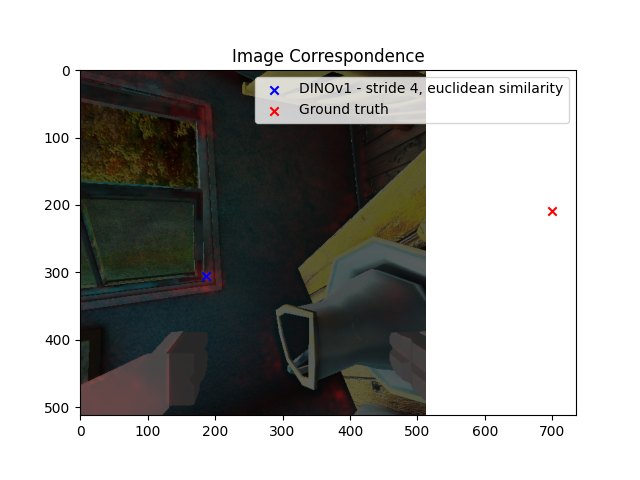 Image Correspondence
DINOv1 - stride 4, euclidean similarity
Ground truth
0
100
200
300
400
500
0 100 200 300 400 500 600 700